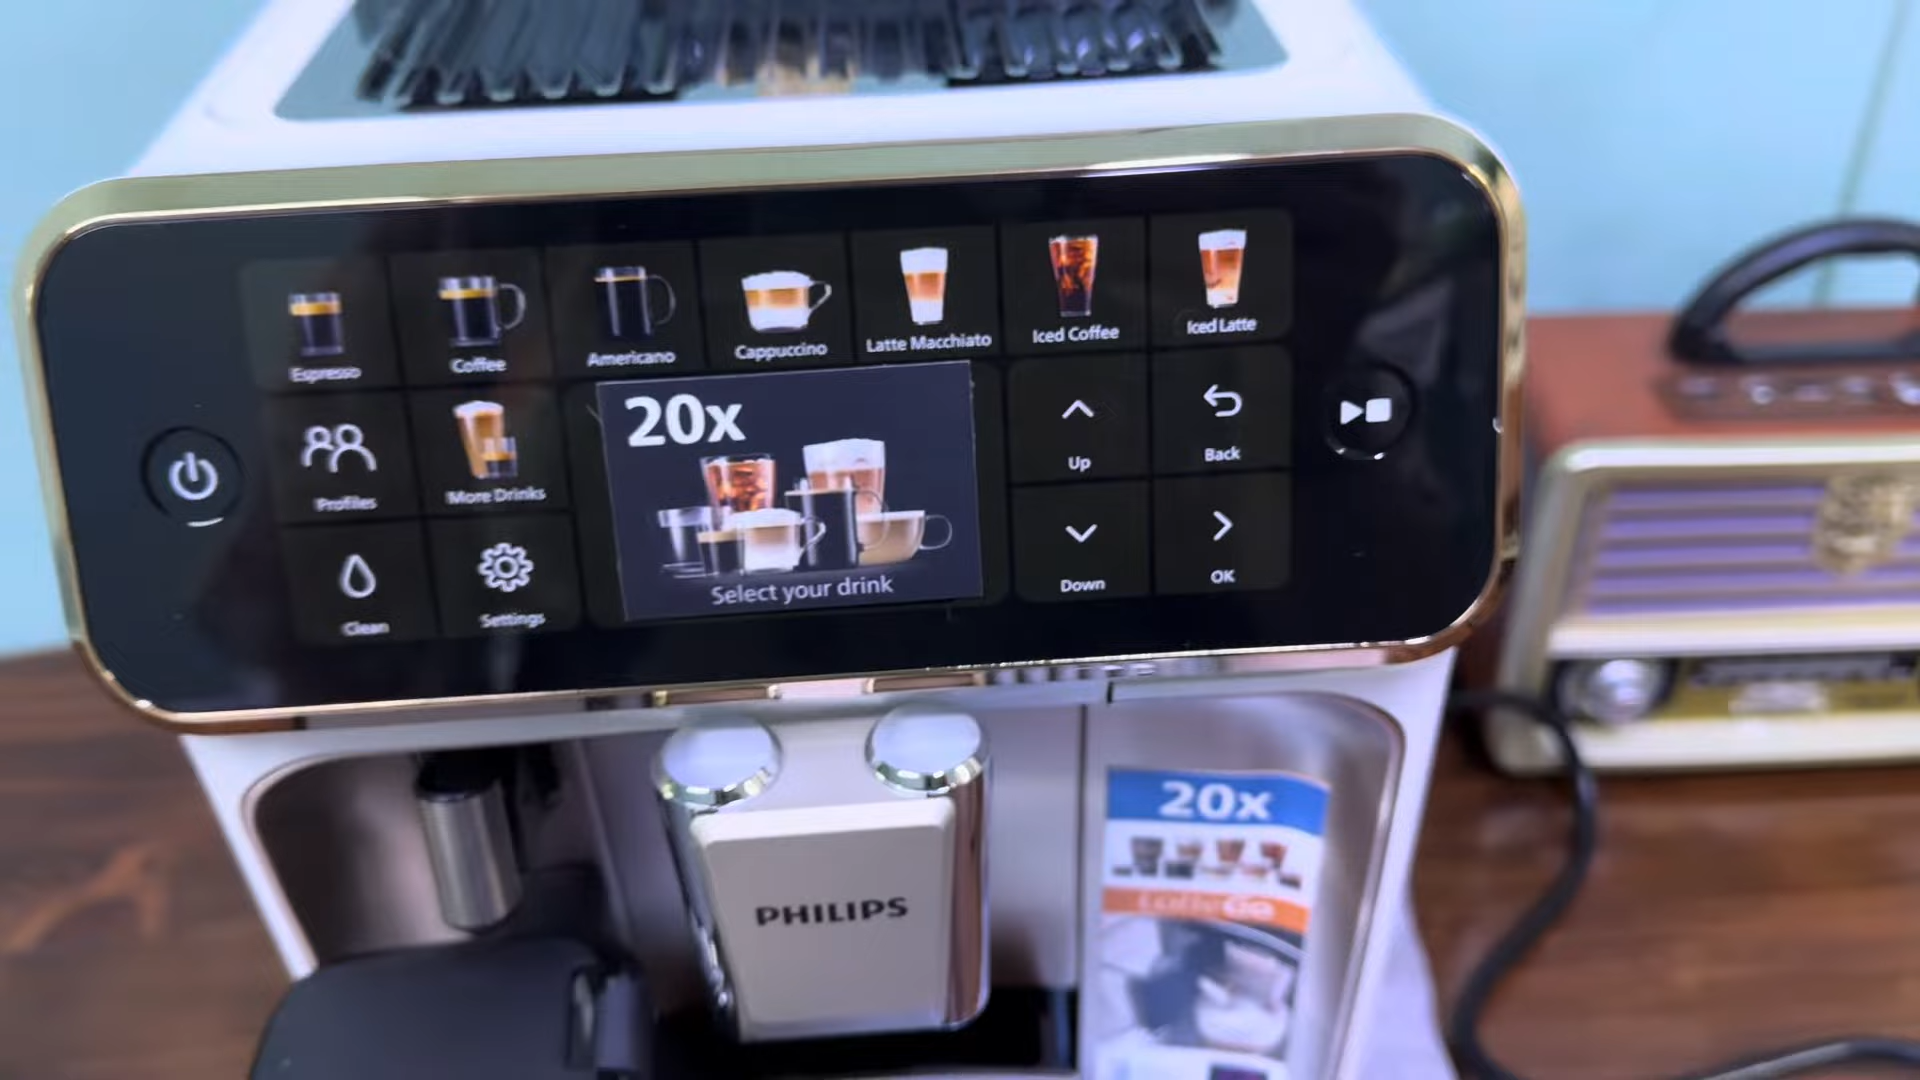 Espresso
Coffee
Americano
Cappuccino
Latte Macchiato
Iced Coffee
Iced Latte
Profiles
More Drinks
20x
Up
Back
Clean
Settings
Select your drink
Down
OK
PHILIPS
20x
LatteGo